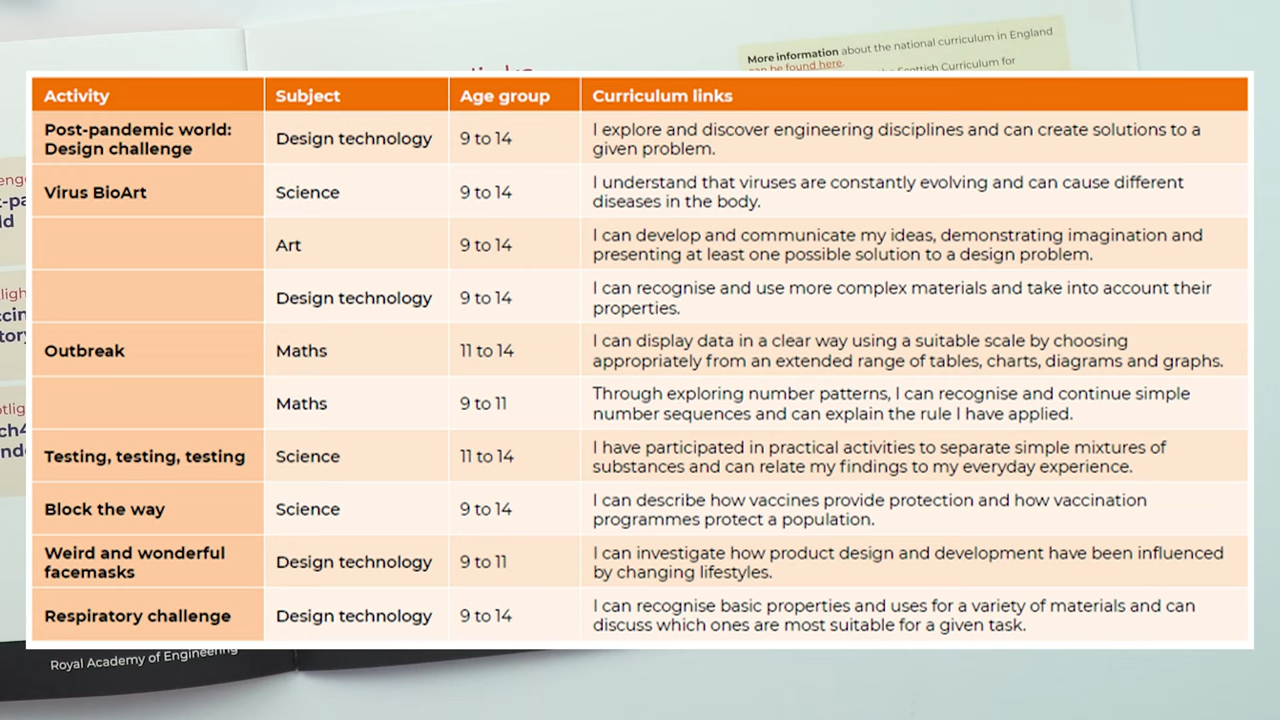 More information about the national curriculum in England
can be found here.
Activity Subject Age group Curriculum links
Post-pandemic world:
Design challenge
Design technology
9 to 14
I explore and discover engineering disciplines and can create solutions to a
given problem.
Virus BioArt
Science
9 to 14
I understand that viruses are constantly evolving and can cause different
diseases in the body.
Art
9 to 14
I can develop and communicate my ideas, demonstrating imagination and
presenting at least one possible solution to a design problem.
Design technology
9 to 14
I can recognise and use more complex materials and take into account their
properties.
Outbreak
Maths
11 to 14
I can display data in a clear way using a suitable scale by choosing
appropriately from an extended range of tables, charts, diagrams and graphs.
Maths
9 to 11
Through exploring number patterns, I can recognise and continue simple
number sequences and can explain the rule I have applied.
Testing, testing, testing
Science
11 to 14
I have participated in practical activities to separate simple mixtures of
substances and can relate my findings to my everyday experience.
Block the way
Science
9 to 14
I can describe how vaccines provide protection and how vaccination
programmes protect a population.
Weird and wonderful
facemasks
Design technology
9 to 11
I can investigate how product design and development have been influenced
by changing lifestyles.
Respiratory challenge
Design technology
9 to 14
I can recognise basic properties and uses for a variety of materials and can
discuss which ones are most suitable for a given task.
Royal Academy of Engineering